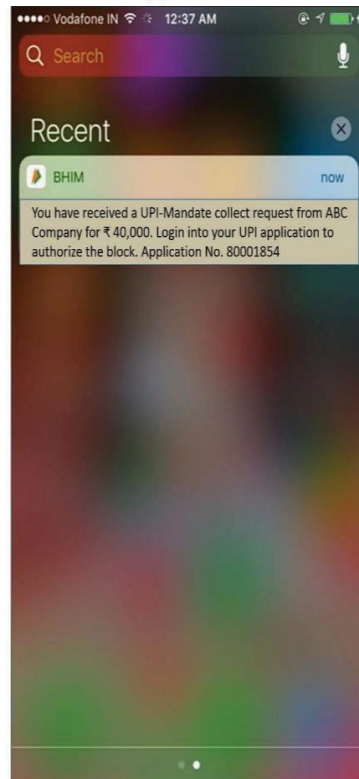 Vodafone IN 12:37 AM
Search
Recent
BHIM now
You have received a UPI-Mandate collect request from ABC
Company for ₹ 40,000. Login into your UPI application to
authorize the block. Application No. 80001854